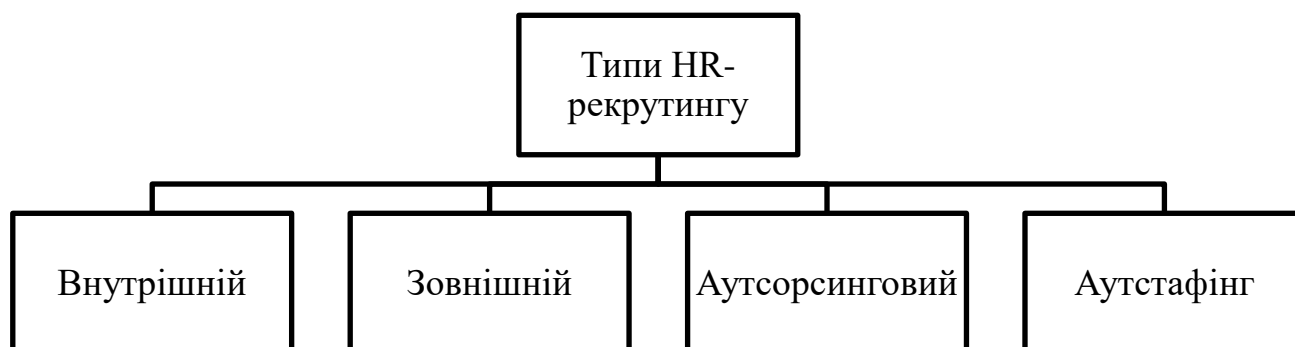 Типи HR-
рекрутингу
Внутрішній
Зовнішній
Аутсорсинговий
Аутстафінг